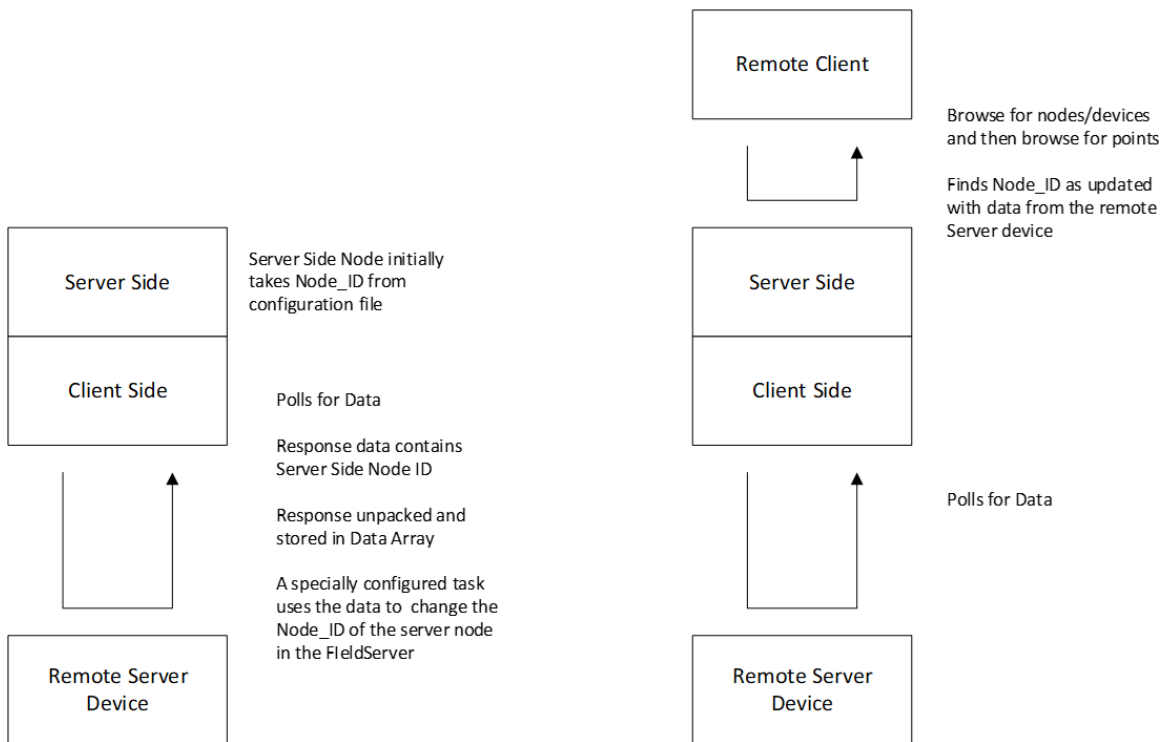 Server Side
Server Side Node initially
takes Node_ID from
configuration file
Client Side
Polls for Data
Response data contains
Server Side Node ID
Response unpacked and
stored in Data Array
A specially configured task
uses the data to  change the
Node_ID of the server node
in the FIeldServer
Remote Server
Device
Remote Client
Browse for nodes/devices
and then browse for points
Finds Node_ID as updated
with data from the remote
Server device
Server Side
Client Side
Polls for Data
Remote Server
Device